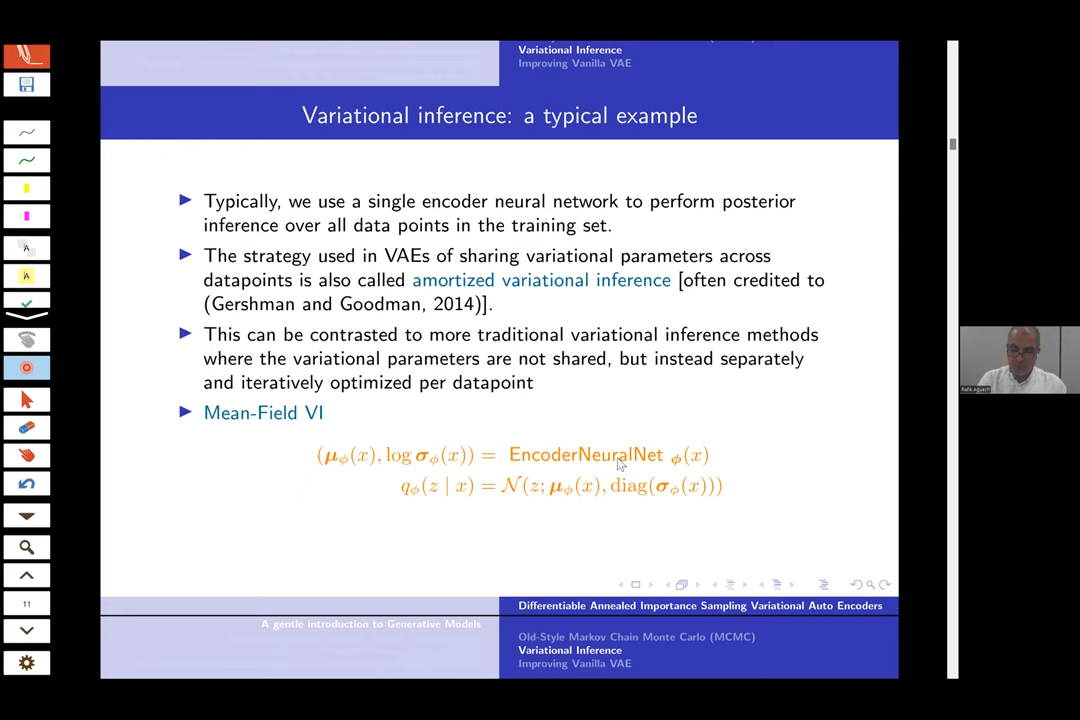 Variational Inference
Improving Vanilla VAE
Variational inference: a typical example
Typically, we use a single encoder neural network to perform posterior
inference over all data points in the training set.
The strategy used in VAEs of sharing variational parameters across
datapoints is also called amortized variational inference [often credited to
(Gershman and Goodman, 2014)].
This can be contrasted to more traditional variational inference methods
where the variational parameters are not shared, but instead separately
and iteratively optimized per datapoint
Mean-Field VI
(μϕ(x), log σϕ(x)) = EncoderNeuralNet ϕ(x)
qϕ(z | x) = 𝒩(z; μϕ(x), diag(σϕ(x)))
Differentiable Annealed Importance Sampling Variational Auto Encoders
A gentle introduction to Generative Models
Old-Style Markov Chain Monte Carlo (MCMC)
Variational Inference
Improving Vanilla VAE
A
A
11
Rafik Aguech